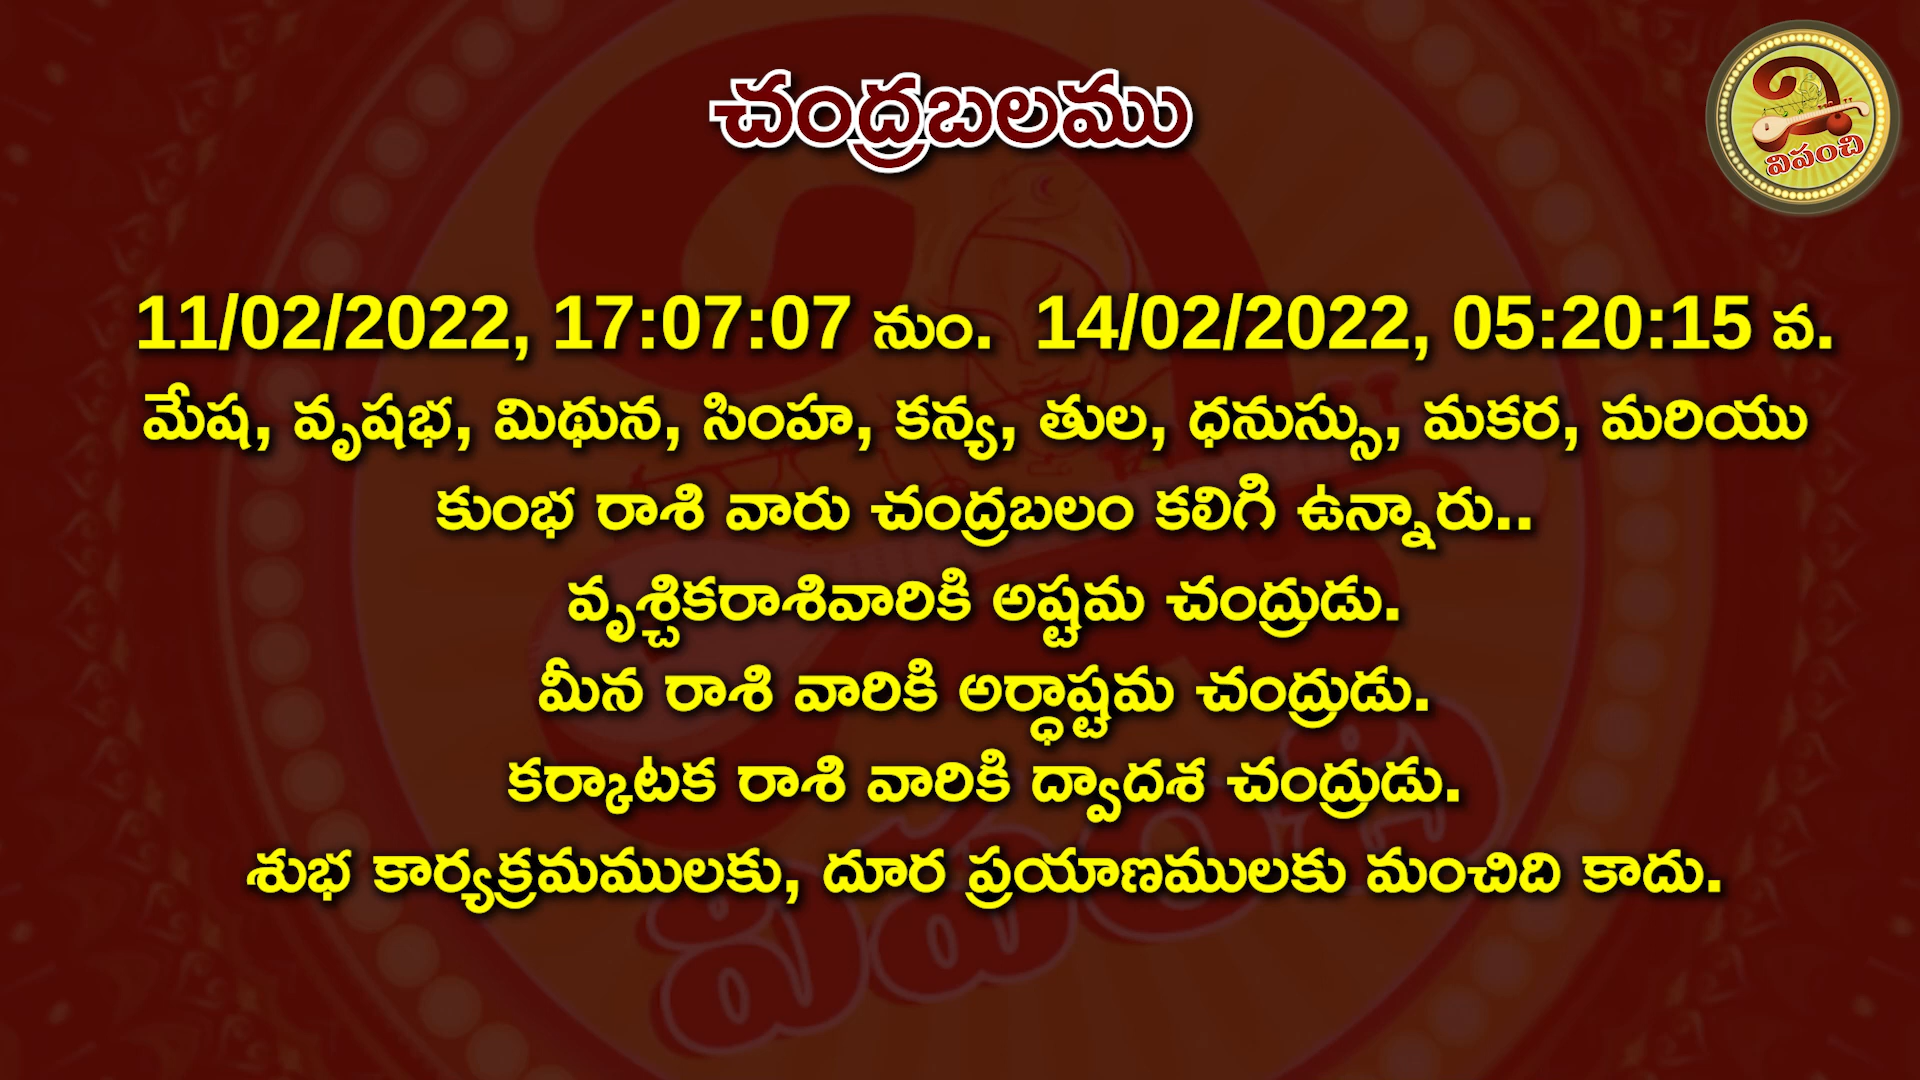 చంద్రబలము
విపంచి
11/02/2022, 17:07:07 నుం. 14/02/2022, 05:20:15 వ.
మేష, వృషభ, మిథున, సింహ, కన్య, తుల, ధనుస్సు, మకర, మరియు
కుంభ రాశి వారు చంద్రబలం కలిగి ఉన్నారు..
వృశ్చికరాశివారికి అష్టమ చంద్రుడు.
మీన రాశి వారికి అర్ధాష్టమ చంద్రుడు.
కర్కాటక రాశి వారికి ద్వాదశ చంద్రుడు.
శుభ కార్యక్రమములకు, దూర ప్రయాణములకు మంచిది కాదు.
విపంచి